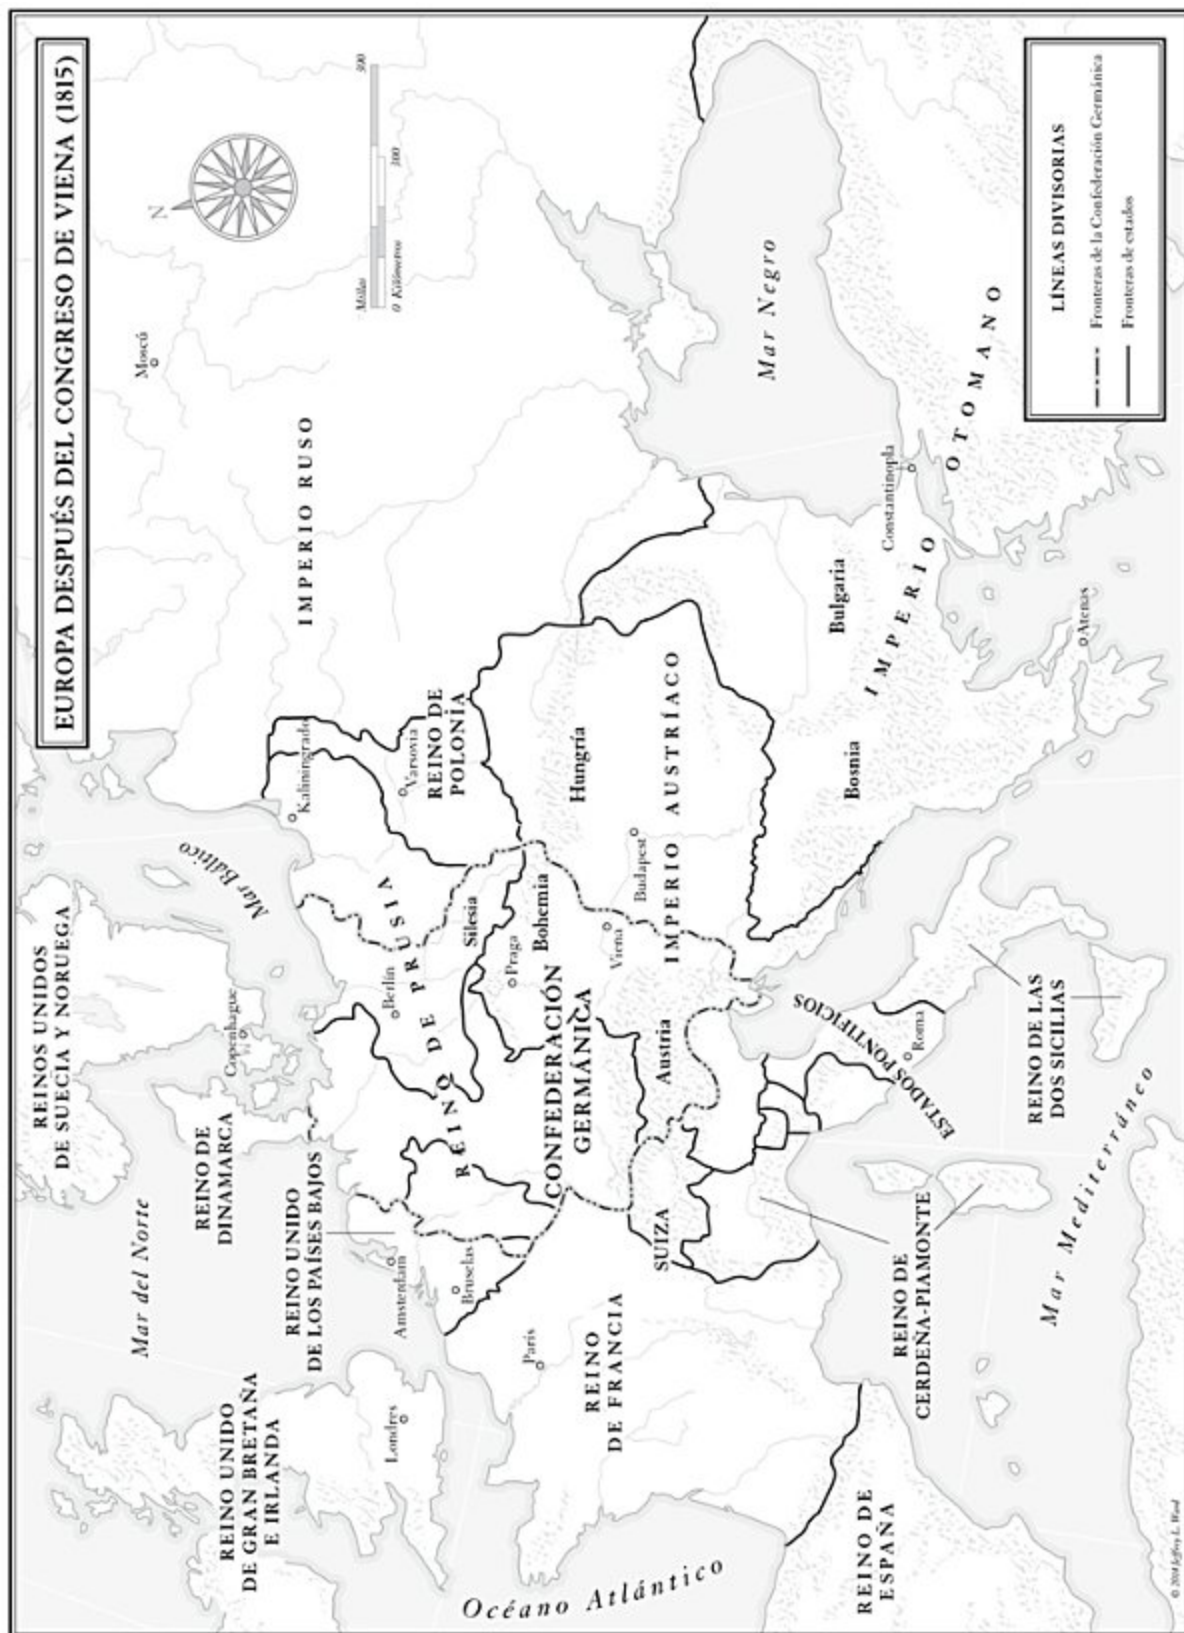 EUROPA DESPUÉS DEL CONGRESO DE VIENA (1815)
N
Millas
300
0 Kilómetros
300
REINOS UNIDOS
DE SUECIA Y NORUEGA
Mar del Norte
REINO DE
DINAMARCA
Copenhague
Mar Báltico
Moscú
IMPERIO RUSO
REINO UNIDO
DE GRAN BRETAÑA
E IRLANDA
Londres
REINO UNIDO
DE LOS PAÍSES BAJOS
Amsterdam
Bruselas
REINO DE PRUSIA
Berlín
Kaliningrado
Varsovia
REINO DE
POLONIA
Silesia
Praga
Bohemia
CONFEDERACIÓN
GERMÁNICA
París
REINO
DE FRANCIA
SUIZA
Austria
Viena
Budapest
Hungría
IMPERIO AUSTRÍACO
Océano Atlántico
REINO DE
ESPAÑA
REINO DE
CERDEÑA-PIAMONTE
ESTADOS PONTIFICIOS
Roma
REINO DE LAS
DOS SICILIAS
Mar Mediterráneo
Bosnia
Bulgaria
IMPERIO OTOMANO
Constantinopla
Atenas
Mar Negro
LÍNEAS DIVISORIAS
Fronteras de la Confederación Germánica
Fronteras de estados
© 2014 Jeffrey L. Ward